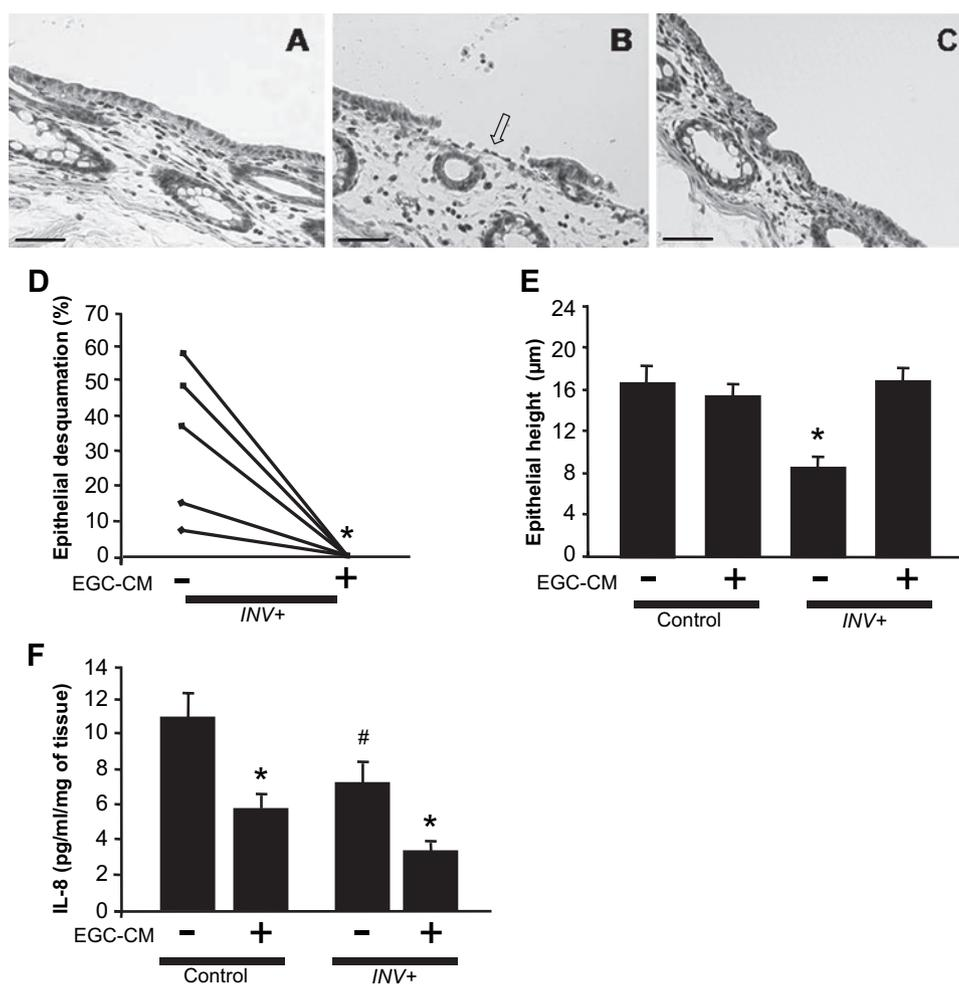 A B C
D
Epithelial desquamation (%)
70
60
50
40
30
20
10
0
*
EGC-CM - +
INV+
E
Epithelial height (µm)
24
20
16
12
8
4
0
*
EGC-CM - + - +
Control INV+
F
IL-8 (pg/ml/mg of tissue)
14
12
10
8
6
4
2
0
* # *
EGC-CM - + - +
Control INV+